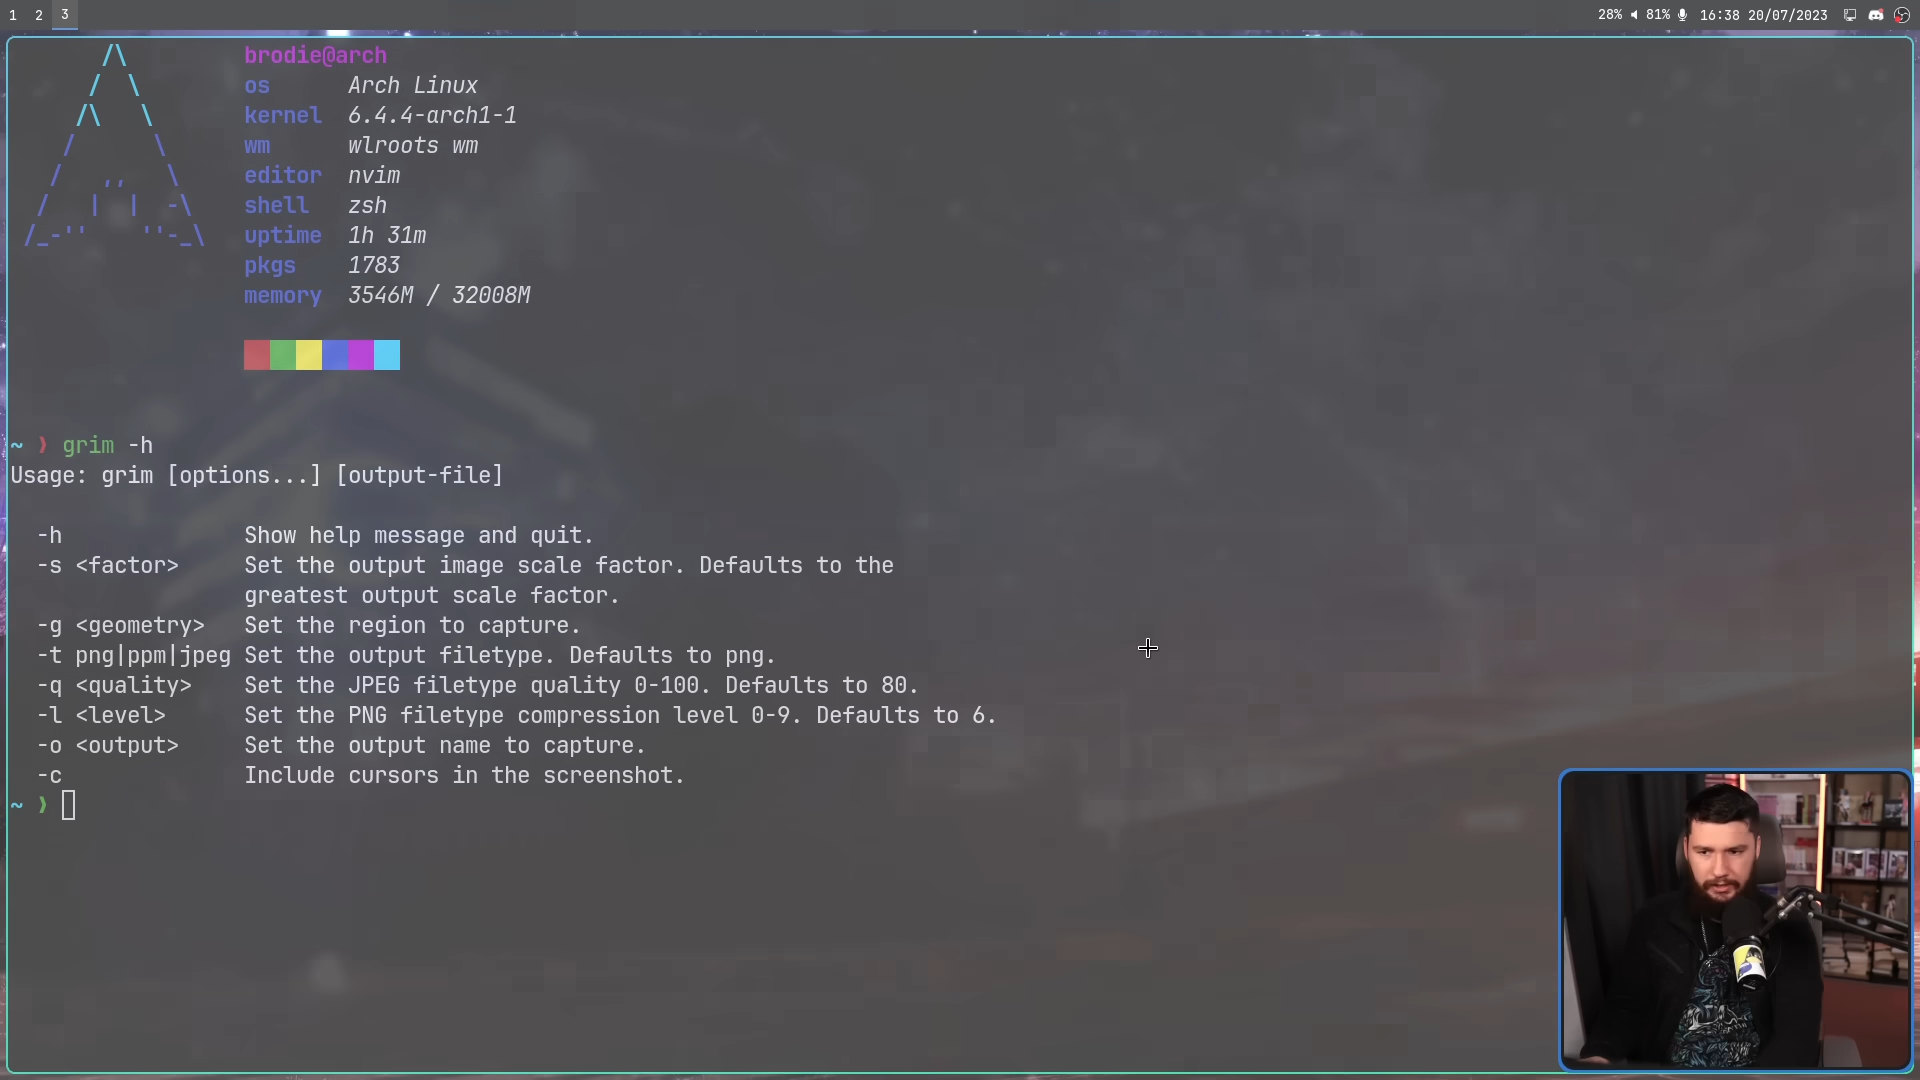 1 2 3
28% 81% 16:38 20/07/2023
brodie@arch
os Arch Linux
kernel 6.4.4-arch1-1
wm wlroots wm
editor nvim
shell zsh
uptime 1h 31m
pkgs 1783
memory 3546M / 32008M
~ ❯ grim -h
Usage: grim [options...] [output-file]
-h Show help message and quit.
-s <factor> Set the output image scale factor. Defaults to the
greatest output scale factor.
-g <geometry> Set the region to capture.
-t png|ppm|jpeg Set the output filetype. Defaults to png.
-q <quality> Set the JPEG filetype quality 0-100. Defaults to 80.
-l <level> Set the PNG filetype compression level 0-9. Defaults to 6.
-o <output> Set the output name to capture.
-c Include cursors in the screenshot.
~ ❯